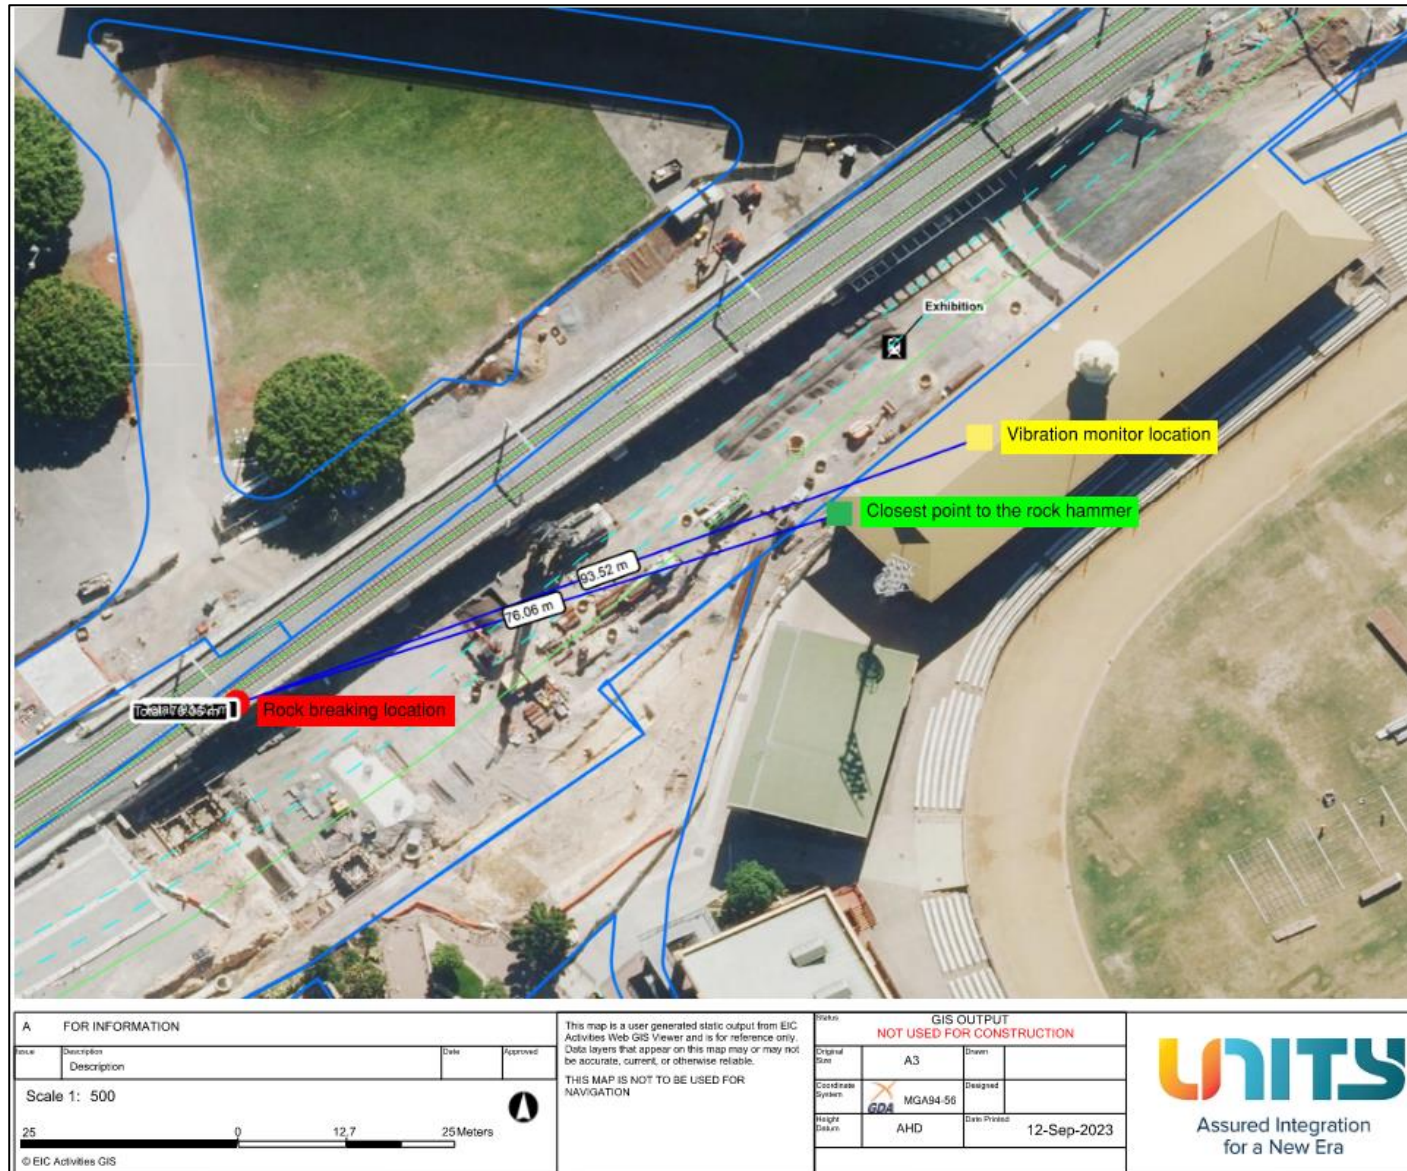 Exhibition
Vibration monitor location
Closest point to the rock hammer
93.52 m
76.06 m
Rock breaking location
A FOR INFORMATION
Issue Description Date Approved
Description
Scale 1: 500
25 0 12.7 25 Meters
© EIC Activities GIS
This map is a user generated static output from EIC
Activities Web GIS Viewer and is for reference only.
Data layers that appear on this map may or may not
be accurate, current, or otherwise reliable.
THIS MAP IS NOT TO BE USED FOR
NAVIGATION
Status GIS OUTPUT
NOT USED FOR CONSTRUCTION
Original Size A3 Drawn
Coordinate System GDA MGA94-56 Designed
Height Datum AHD Date Printed 12-Sep-2023
UNITY
Assured Integration
for a New Era